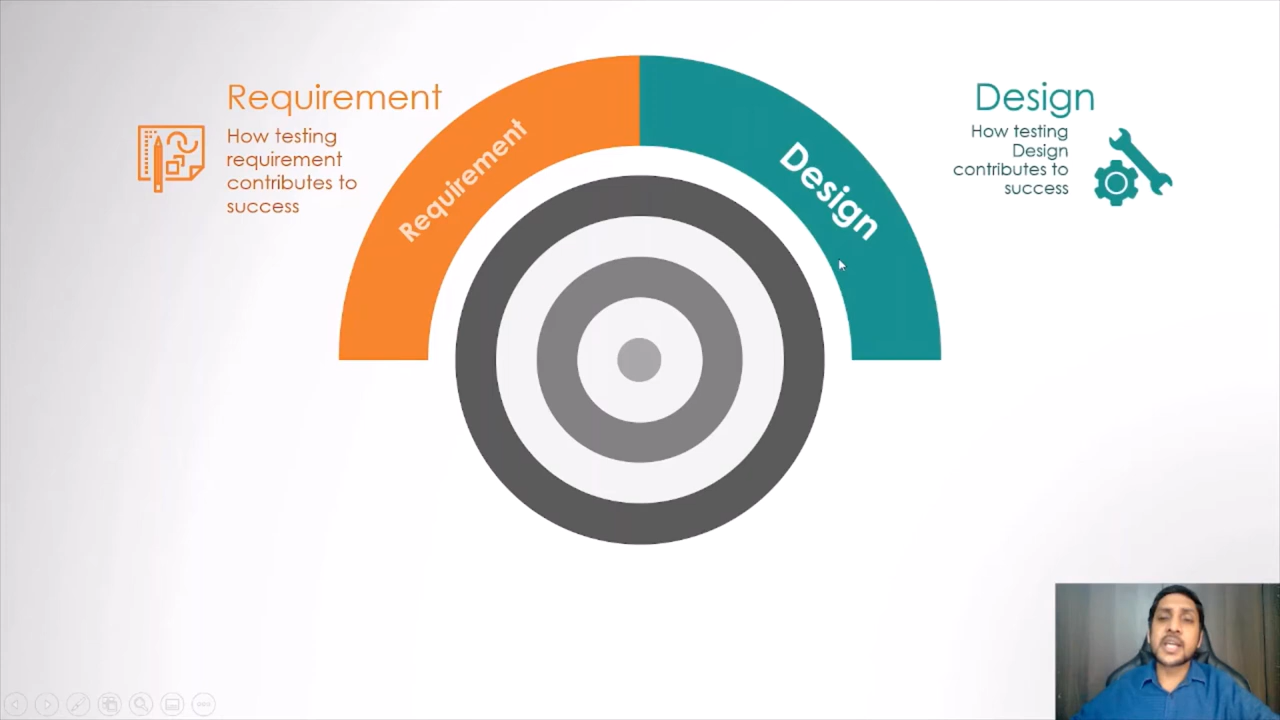 Requirement
How testing
requirement
contributes to
success
Requirement
Design
Design
How testing
Design
contributes to
success